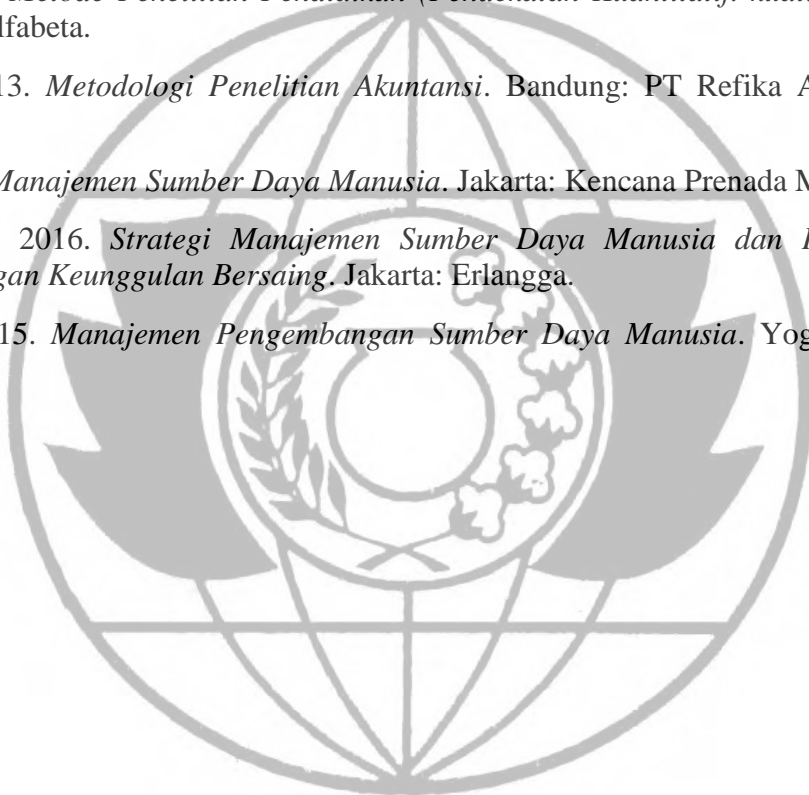 Metode Penelitian Pendidikan (Pendekatan Kuantitatif.
lfabeta.
13. Metodologi Penelitian Akuntansi. Bandung: PT Refika A
Manajemen Sumber Daya Manusia. Jakarta: Kencana Prenada M
2016. Strategi Manajemen Sumber Daya Manusia dan
gan Keunggulan Bersaing. Jakarta: Erlangga.
15. Manajemen Pengembangan Sumber Daya Manusia. Yog